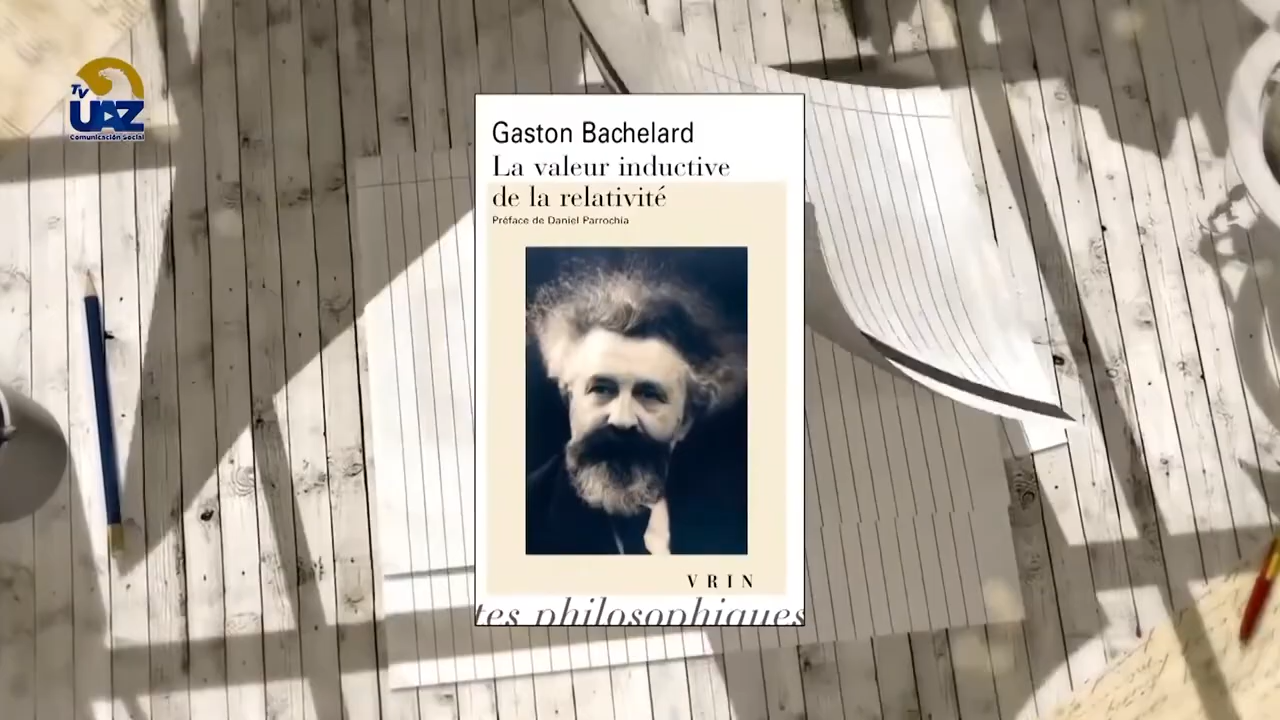 TV
UAZ
Comunicación Social
Gaston Bachelard
La valeur inductive
de la relativité
Préface de Daniel Parrochia
VRIN
tes philosophiques